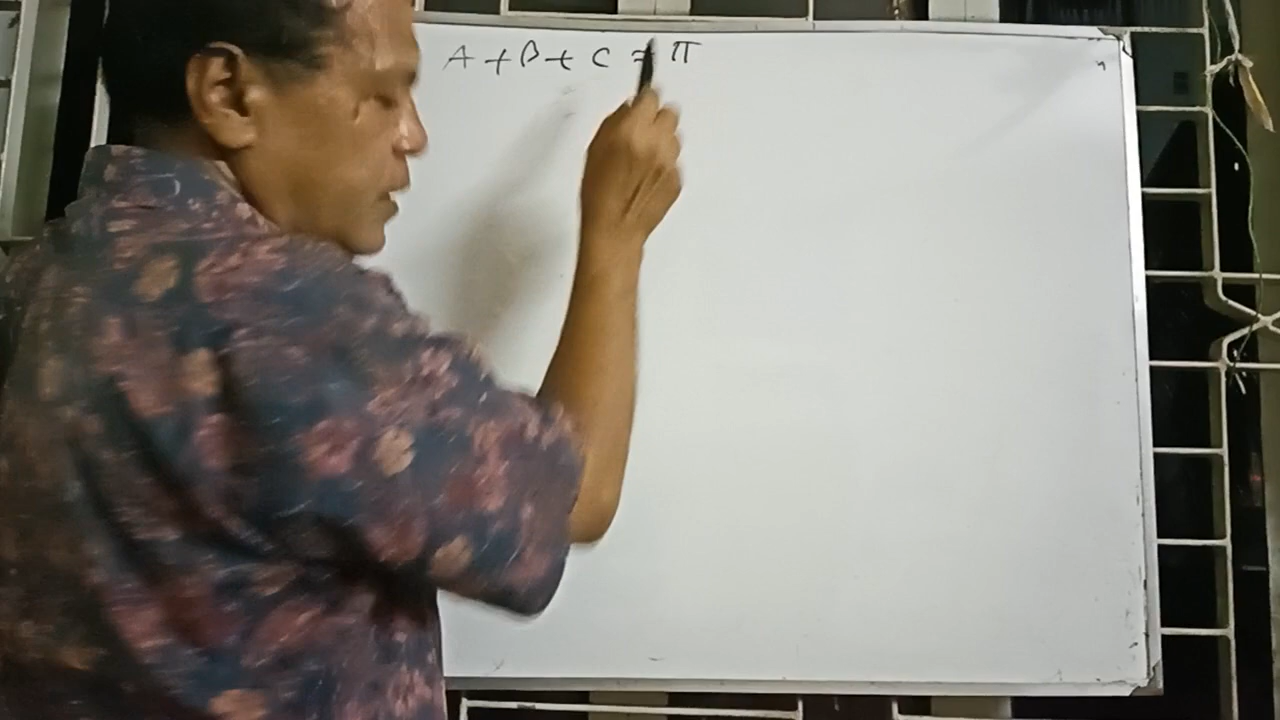 A + B + C = π